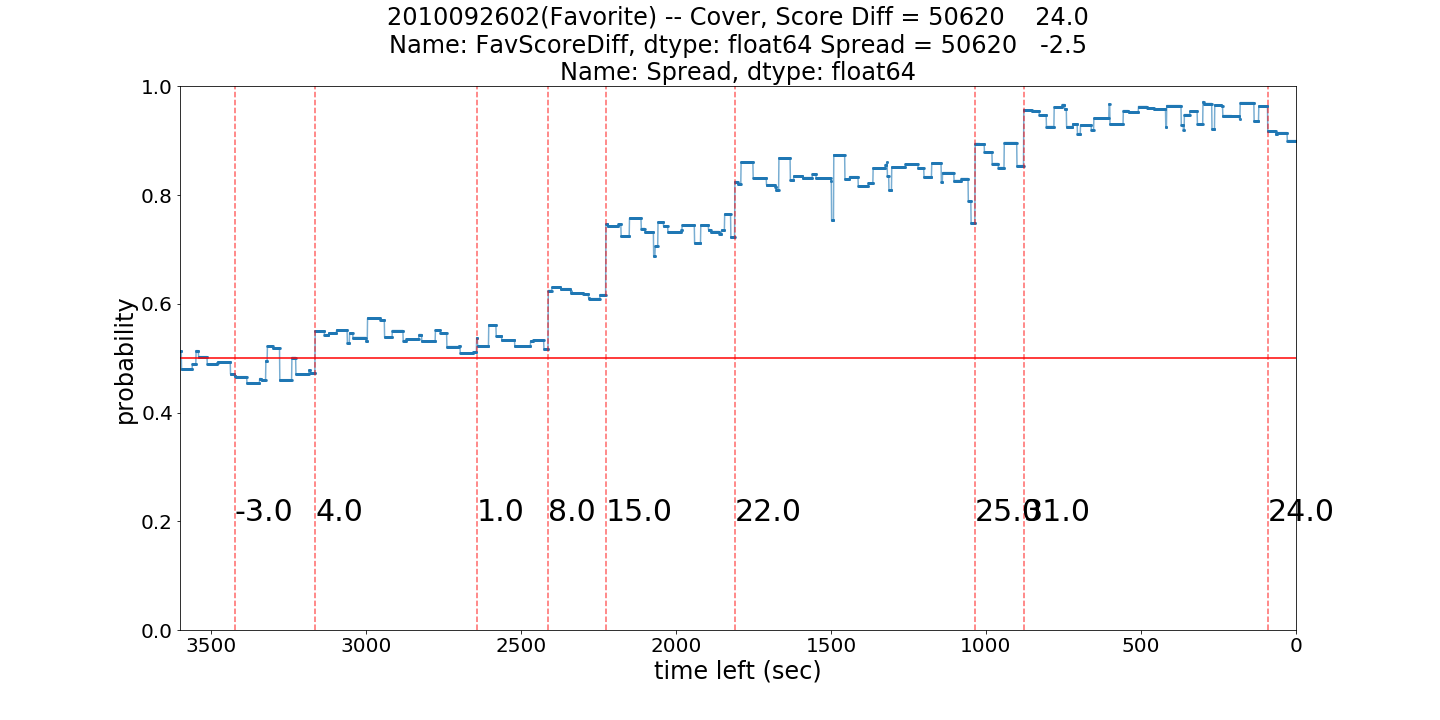 2010092602(Favorite) -- Cover, Score Diff = 50620    24.0
Name: FavScoreDiff, dtype: float64 Spread = 50620   -2.5
Name: Spread, dtype: float64
1.0
0.8
0.6
0.4
0.2
0.0
probability
-3.0 4.0 1.0 8.0 15.0 22.0 25.0 31.0 24.0
3500 3000 2500 2000 1500 1000 500 0
time left (sec)